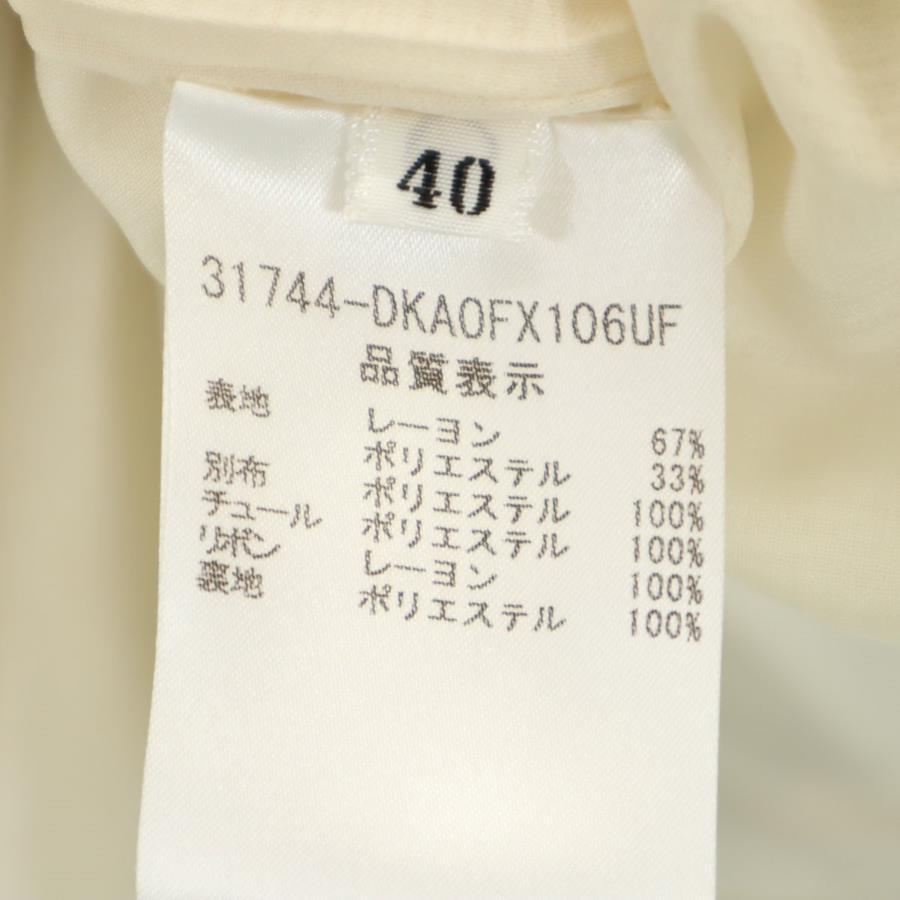 40
31744-DKA0FX106UF
品質表示
表地 レーヨン 67%
ポリエステル 33%
別布 ポリエステル 100%
チュール ポリエステル 100%
リボン レーヨン 100%
裏地 ポリエステル 100%